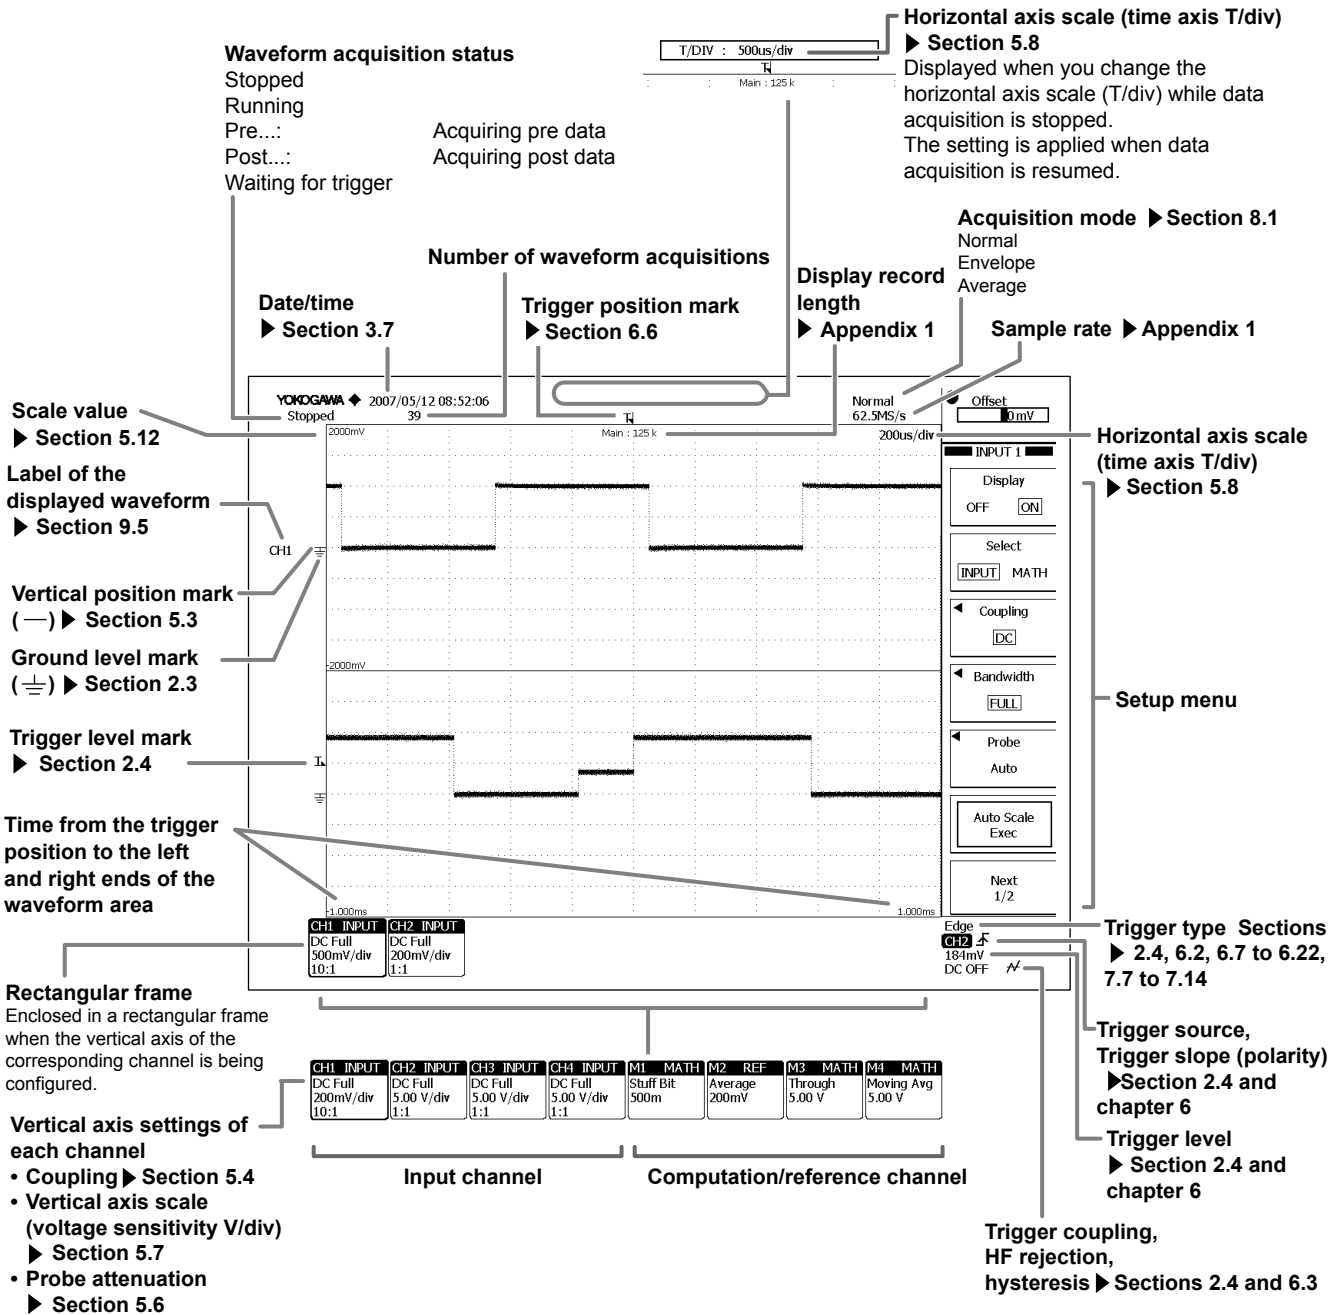 Horizontal axis scale (time axis T/div)
▶ Section 5.8
Displayed when you change the
horizontal axis scale (T/div) while data
acquisition is stopped.
The setting is applied when data
acquisition is resumed.
T/DIV : 500us/div
T
Main : 125 k
Waveform acquisition status
Stopped
Running
Pre...: Acquiring pre data
Post...: Acquiring post data
Waiting for trigger
Acquisition mode ▶ Section 8.1
Normal
Envelope
Average
Number of waveform acquisitions
Display record
length
▶ Appendix 1
Date/time
▶ Section 3.7
Trigger position mark
▶ Section 6.6
Sample rate ▶ Appendix 1
Scale value
▶ Section 5.12
Label of the
displayed waveform
▶ Section 9.5
Vertical position mark
( — ) ▶ Section 5.3
Ground level mark
( ⏚ ) ▶ Section 2.3
Trigger level mark
▶ Section 2.4
Time from the trigger
position to the left
and right ends of the
waveform area
YOKOGAWA ◆ 2007/05/12 08:52:06
Stopped 39
T
Normal
62.5MS/s
2000mV
Main : 125 k
200us/div
CH1
-2000mV
T
-1.000ms
1.000ms
Offset
0mV
INPUT 1
Display
OFF ON
Select
INPUT MATH
Coupling
DC
Bandwidth
FULL
Probe
Auto
Auto Scale
Exec
Next
1/2
Horizontal axis scale
(time axis T/div)
▶ Section 5.8
Setup menu
CH1 INPUT
DC Full
500mV/div
10:1
CH2 INPUT
DC Full
200mV/div
1:1
Edge
CH2
184mV
DC OFF
Trigger type Sections
▶ 2.4, 6.2, 6.7 to 6.22,
7.7 to 7.14
Trigger source,
Trigger slope (polarity)
▶Section 2.4 and
chapter 6
Trigger level
▶ Section 2.4 and
chapter 6
Trigger coupling,
HF rejection,
hysteresis ▶ Sections 2.4 and 6.3
Rectangular frame
Enclosed in a rectangular frame
when the vertical axis of the
corresponding channel is being
configured.
Vertical axis settings of
each channel
• Coupling ▶ Section 5.4
• Vertical axis scale
(voltage sensitivity V/div)
▶ Section 5.7
• Probe attenuation
▶ Section 5.6
CH1 INPUT
DC Full
200mV/div
10:1
CH2 INPUT
DC Full
5.00 V/div
1:1
CH3 INPUT
DC Full
5.00 V/div
1:1
CH4 INPUT
DC Full
5.00 V/div
1:1
M1 MATH
Stuff Bit
500m
M2 REF
Average
200mV
M3 MATH
Through
5.00 V
M4 MATH
Moving Avg
5.00 V
Input channel
Computation/reference channel